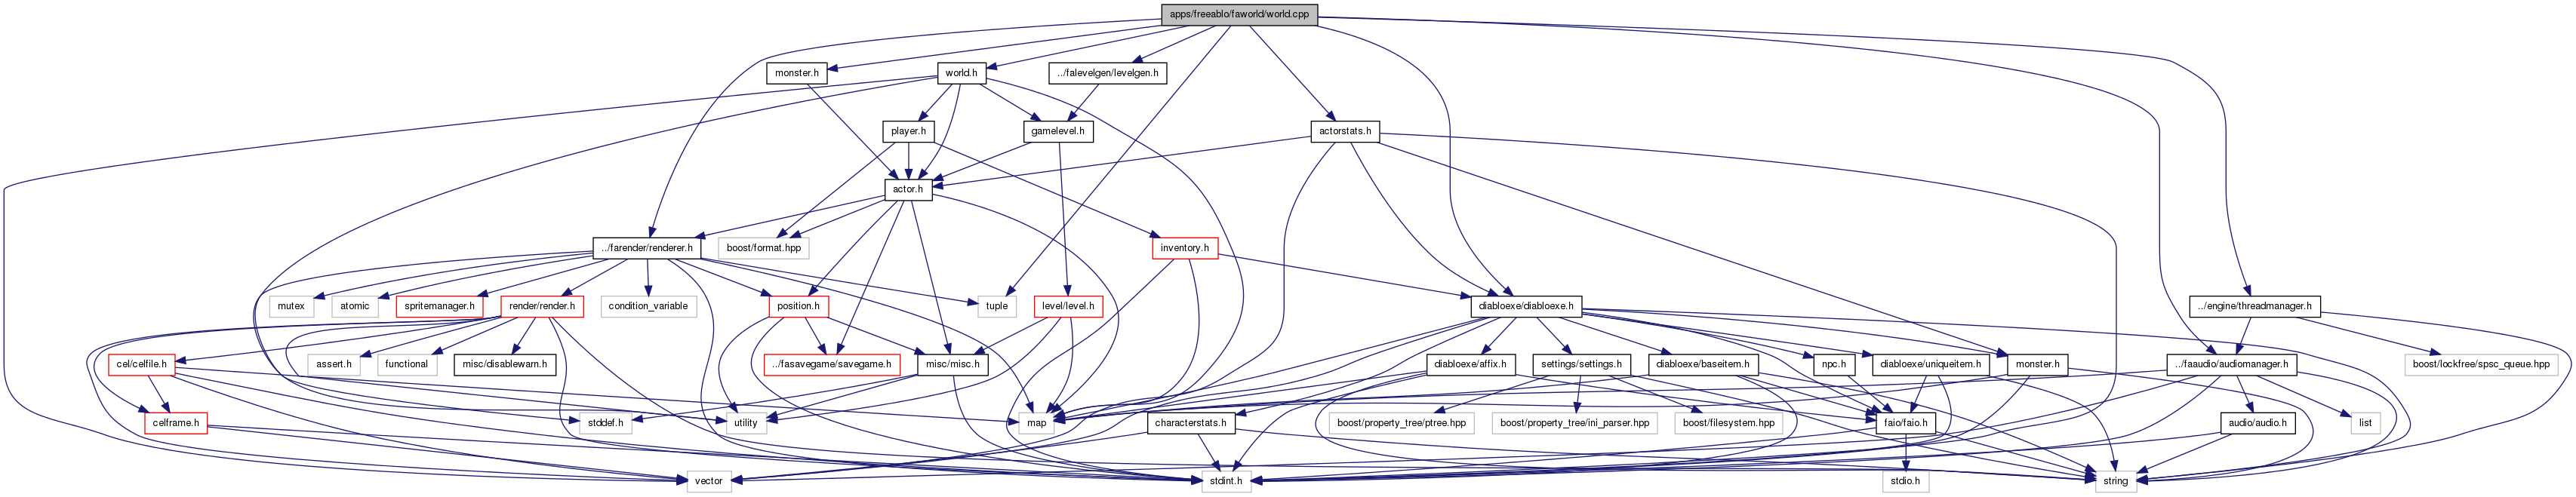 apps/freeablo/faworld/world.cpp
monster.h
world.h
../falevelgen/levelgen.h
player.h
gamelevel.h
actorstats.h
actor.h
../farender/renderer.h
boost/format.hpp
inventory.h
mutex
atomic
spritemanager.h
render/render.h
condition_variable
position.h
tuple
level/level.h
diabloexe/diabloexe.h
../engine/threadmanager.h
cel/celfile.h
assert.h
functional
misc/disablewarn.h
../fasavegame/savegame.h
misc/misc.h
diabloexe/affix.h
settings/settings.h
diabloexe/baseitem.h
npc.h
diabloexe/uniqueitem.h
monster.h
../faaudio/audiomanager.h
boost/lockfree/spsc_queue.hpp
celframe.h
stddef.h
utility
map
characterstats.h
boost/property_tree/ptree.hpp
boost/property_tree/ini_parser.hpp
boost/filesystem.hpp
faio/faio.h
audio/audio.h
list
vector
stdint.h
stdio.h
string